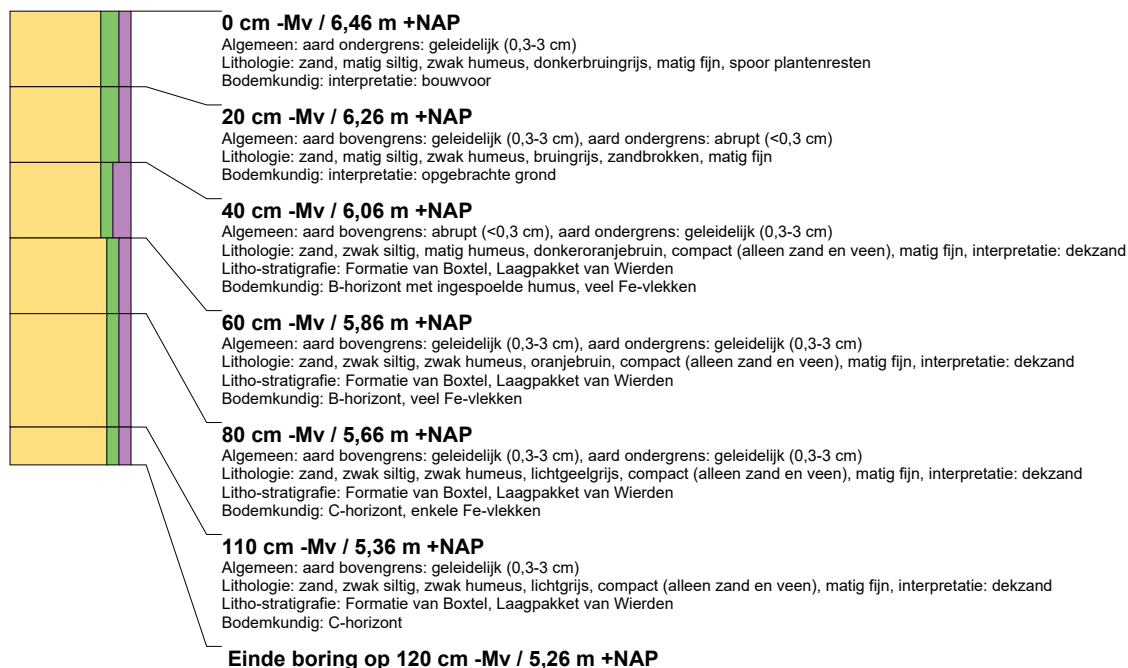 0 cm -Mv / 6,46 m +NAP
Algemeen: aard ondergrens: geleidelijk (0,3-3 cm)
Lithologie: zand, matig siltig, zwak humeus, donkerbruingrijs, matig fijn, spoor plantenresten
Bodemkundig: interpretatie: bouwvoor
20 cm -Mv / 6,26 m +NAP
Algemeen: aard bovengrens: geleidelijk (0,3-3 cm), aard ondergrens: abrupt (<0,3 cm)
Lithologie: zand, matig siltig, zwak humeus, bruingrijs, zandbrokken, matig fijn
Bodemkundig: interpretatie: opgebrachte grond
40 cm -Mv / 6,06 m +NAP
Algemeen: aard bovengrens: abrupt (<0,3 cm), aard ondergrens: geleidelijk (0,3-3 cm)
Lithologie: zand, zwak siltig, matig humeus, donkeroranjebruin, compact (alleen zand en veen), matig fijn, interpretatie: dekzand
Litho-stratigrafie: Formatie van Boxtel, Laagpakket van Wierden
Bodemkundig: B-horizont met ingespoelde humus, veel Fe-vlekken
60 cm -Mv / 5,86 m +NAP
Algemeen: aard bovengrens: geleidelijk (0,3-3 cm), aard ondergrens: geleidelijk (0,3-3 cm)
Lithologie: zand, zwak siltig, zwak humeus, oranjebruin, compact (alleen zand en veen), matig fijn, interpretatie: dekzand
Litho-stratigrafie: Formatie van Boxtel, Laagpakket van Wierden
Bodemkundig: B-horizont, veel Fe-vlekken
80 cm -Mv / 5,66 m +NAP
Algemeen: aard bovengrens: geleidelijk (0,3-3 cm), aard ondergrens: geleidelijk (0,3-3 cm)
Lithologie: zand, zwak siltig, zwak humeus, lichtgeelgrijs, compact (alleen zand en veen), matig fijn, interpretatie: dekzand
Litho-stratigrafie: Formatie van Boxtel, Laagpakket van Wierden
Bodemkundig: C-horizont, enkele Fe-vlekken
110 cm -Mv / 5,36 m +NAP
Algemeen: aard bovengrens: geleidelijk (0,3-3 cm)
Lithologie: zand, zwak siltig, zwak humeus, lichtgrijs, compact (alleen zand en veen), matig fijn, interpretatie: dekzand
Litho-stratigrafie: Formatie van Boxtel, Laagpakket van Wierden
Bodemkundig: C-horizont
Einde boring op 120 cm -Mv / 5,26 m +NAP